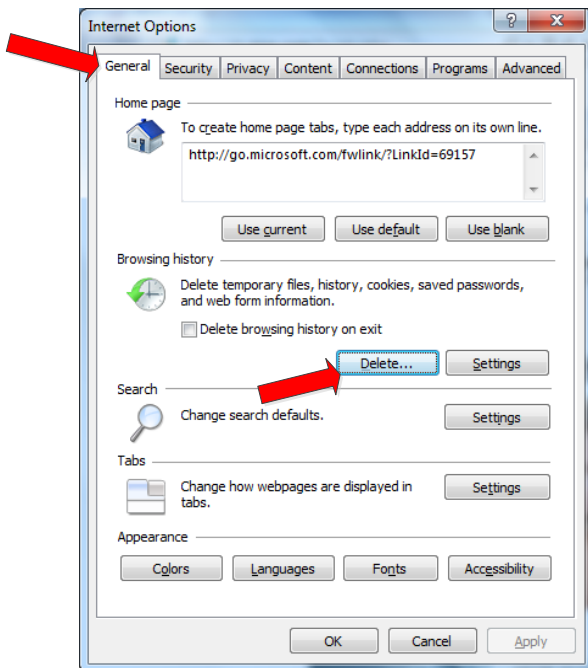 Internet Options
General Security Privacy Content Connections Programs Advanced
Home page
To create home page tabs, type each address on its own line.
http://go.microsoft.com/fwlink/?LinkId=69157
Use current Use default Use blank
Browsing history
Delete temporary files, history, cookies, saved passwords,
and web form information.
Delete browsing history on exit
Delete... Settings
Search
Change search defaults.
Settings
Tabs
Change how webpages are displayed in
tabs.
Settings
Appearance
Colors Languages Fonts Accessibility
OK Cancel Apply